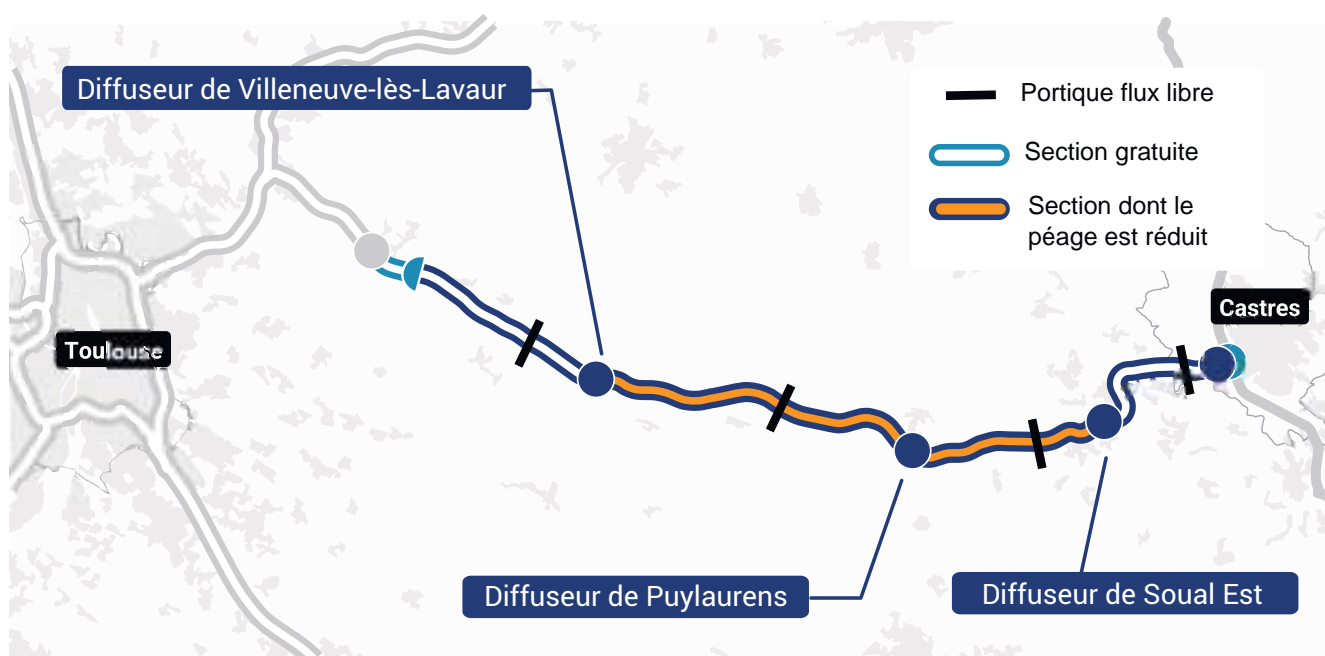 Diffuseur de Villeneuve-lès-Lavaur
Portique flux libre
Section gratuite
Section dont le
péage est réduit
Castres
Toulouse
Diffuseur de Puylaurens
Diffuseur de Soual Est